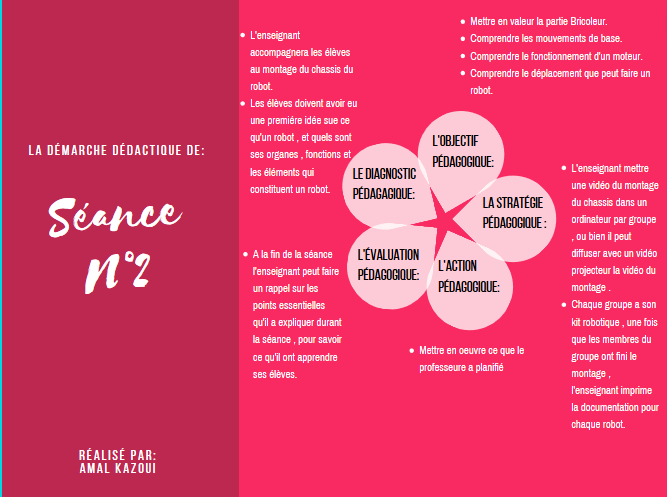 LA DÉMARCHE DÉDACTIQUE DE:
Séance
N°2
RÉALISÉ PAR:
AMAL KAZOUI
• L'enseignant
accompagnera les élèves
au montage du chassis du
robot.
• Les élèves doivent avoir eu
une premiére idée sue ce
qu'un robot , et quels sont
ses organes , fonctions et
les éléments qui
constituent un robot.
• Mettre en valeur la partie Bricoleur.
• Comprendre les mouvements de base.
• Comprendre le fonctionnement d'un moteur.
• Comprendre le déplacement que peut faire un
robot.
LE DIAGNOSTIC
PÉDAGAGIQUE:
L'OBJECTIF
PÉDAGOGIQUE:
LA STRATÉGIE
PÉDAGOGIQUE :
L'ÉVALUATION
PÉDAGOGIQUE:
L'ACTION
PÉDAGOGIQUE:
• L'enseignant mettre
une vidéo du montage
du chassis dans un
ordinateur par groupe
, ou bien il peut
diffuser avec un vidéo
projecteur la vidéo du
montage .
• Chaque groupe a son
kit robotique , une fois
que les membres du
groupe ont fini le
montage ,
l'enseignant imprime
la documentation pour
chaque robot.
• A la fin de la séance
l'enseignant peut faire
un rappel sur les
points essentielles
qu'il a expliquer durant
la séance , pour savoir
ce qu'il ont apprendre
ses élèves.
• Mettre en oeuvre ce que le
professeure a planifié